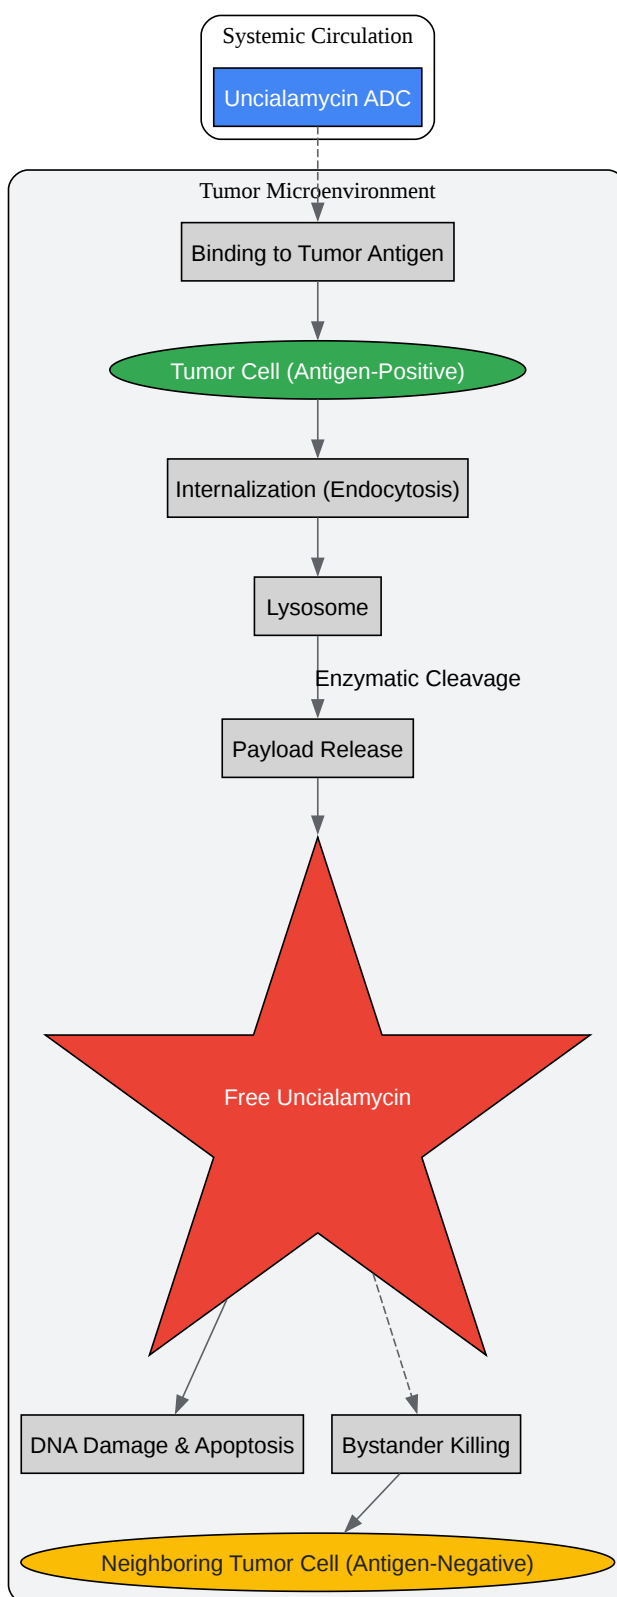 Systemic Circulation
Uncialamycin ADC
Tumor Microenvironment
Binding to Tumor Antigen
Tumor Cell (Antigen-Positive)
Internalization (Endocytosis)
Lysosome
Enzymatic Cleavage
Payload Release
Free Uncialamycin
DNA Damage & Apoptosis
Bystander Killing
Neighboring Tumor Cell (Antigen-Negative)